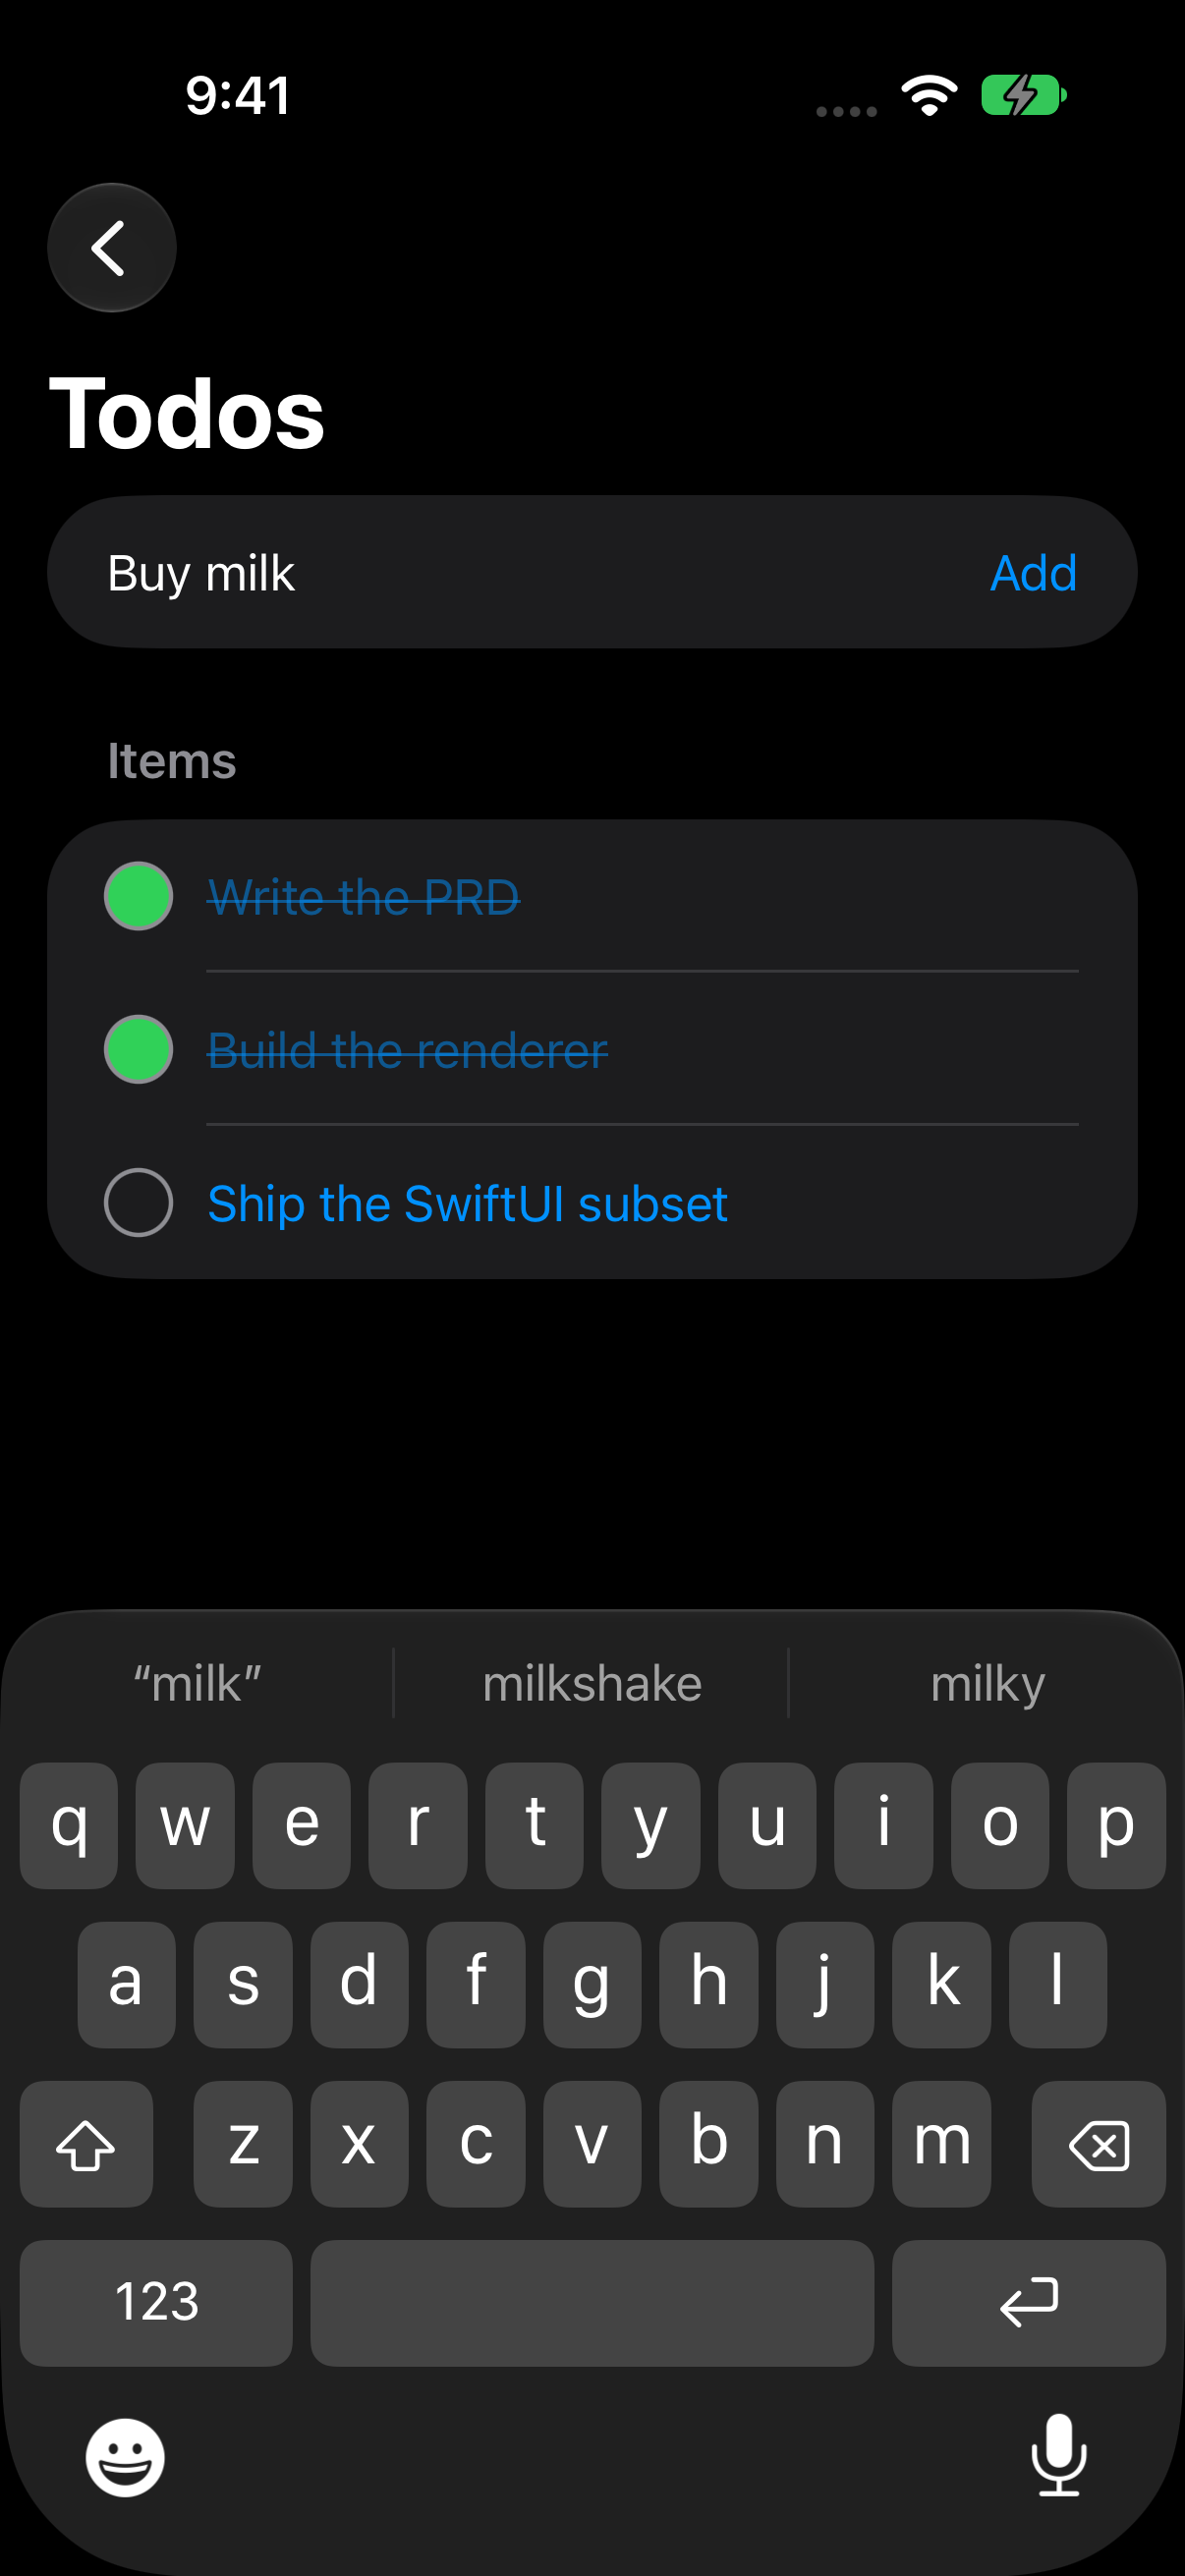 9:41
Todos
Buy milk Add
Items
Write the PRD
Build the renderer
Ship the SwiftUI subset
“milk” milkshake milky
q w e r t y u i o p
a s d f g h j k l
z x c v b n m
123